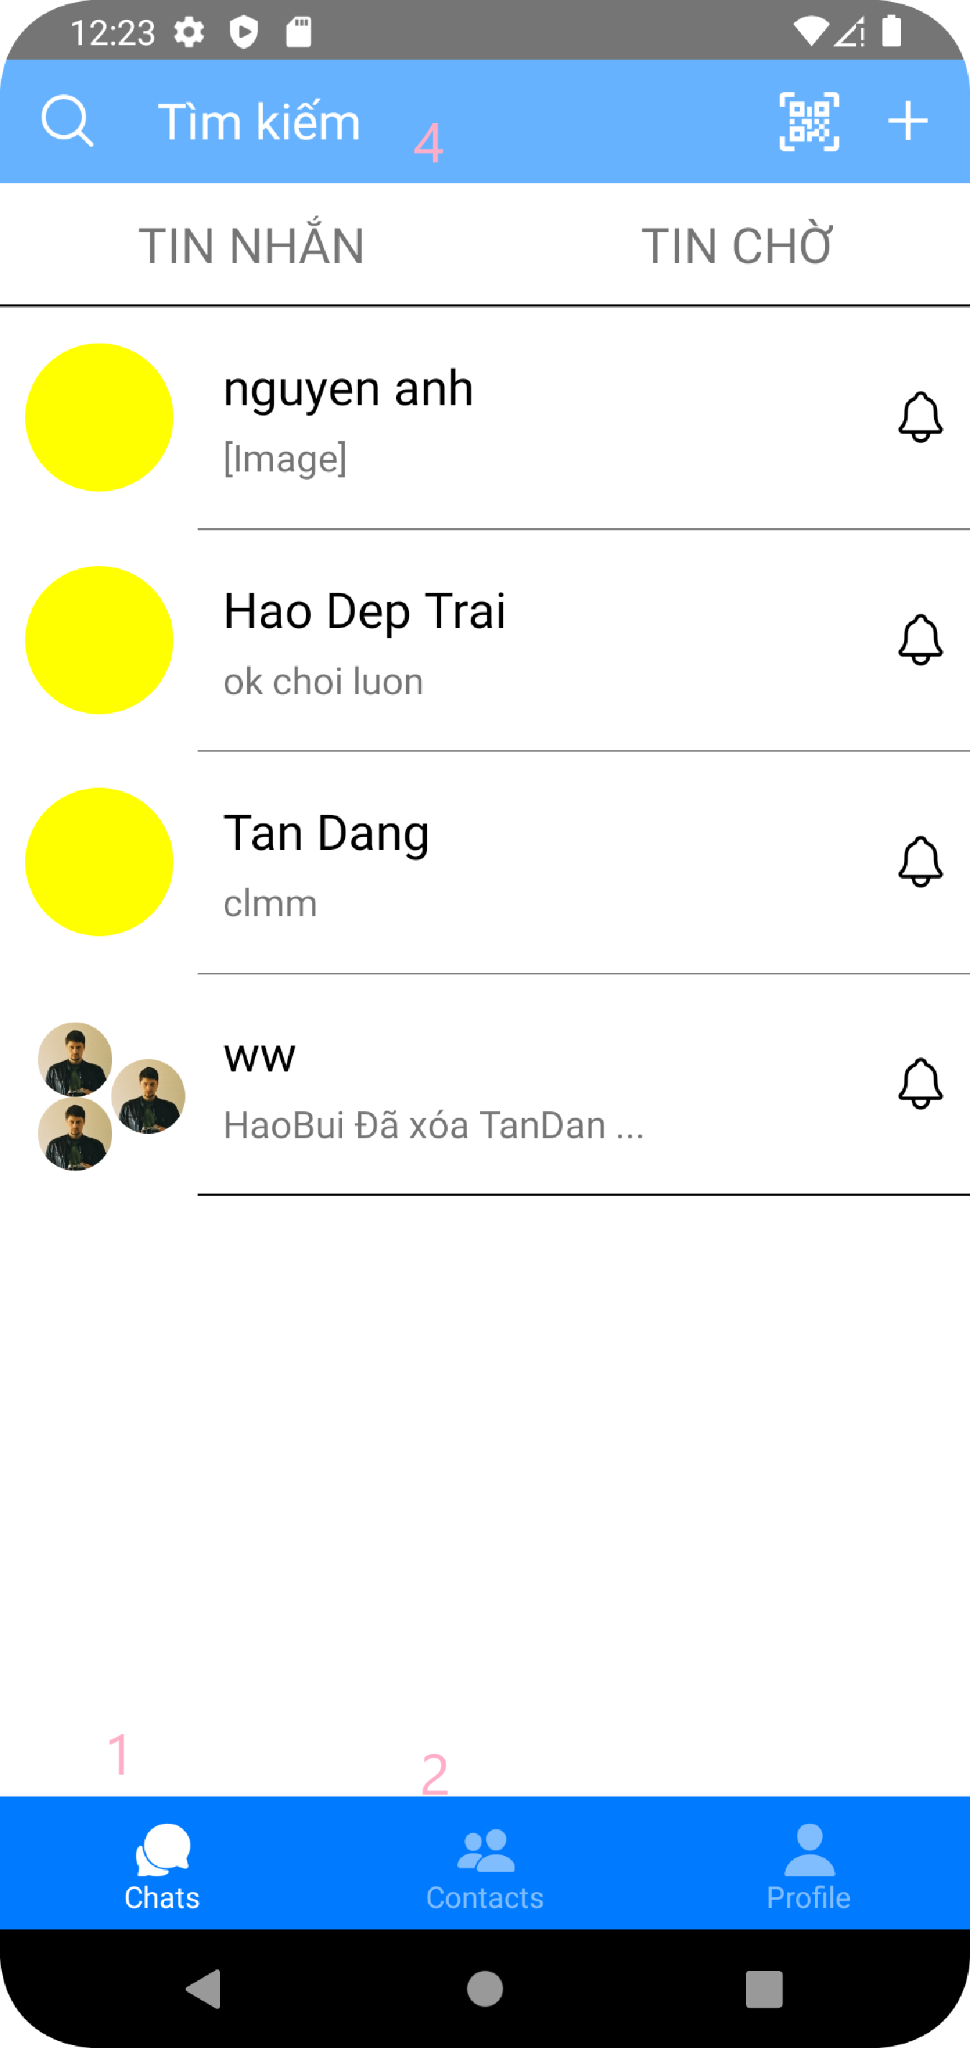 12:23
Tìm kiếm
4
TIN NHẮN TIN CHỜ
nguyen anh
[Image]
Hao Dep Trai
ok choi luon
Tan Dang
clmm
ww
HaoBui Đã xóa TanDan ...
1
2
Chats Contacts Profile